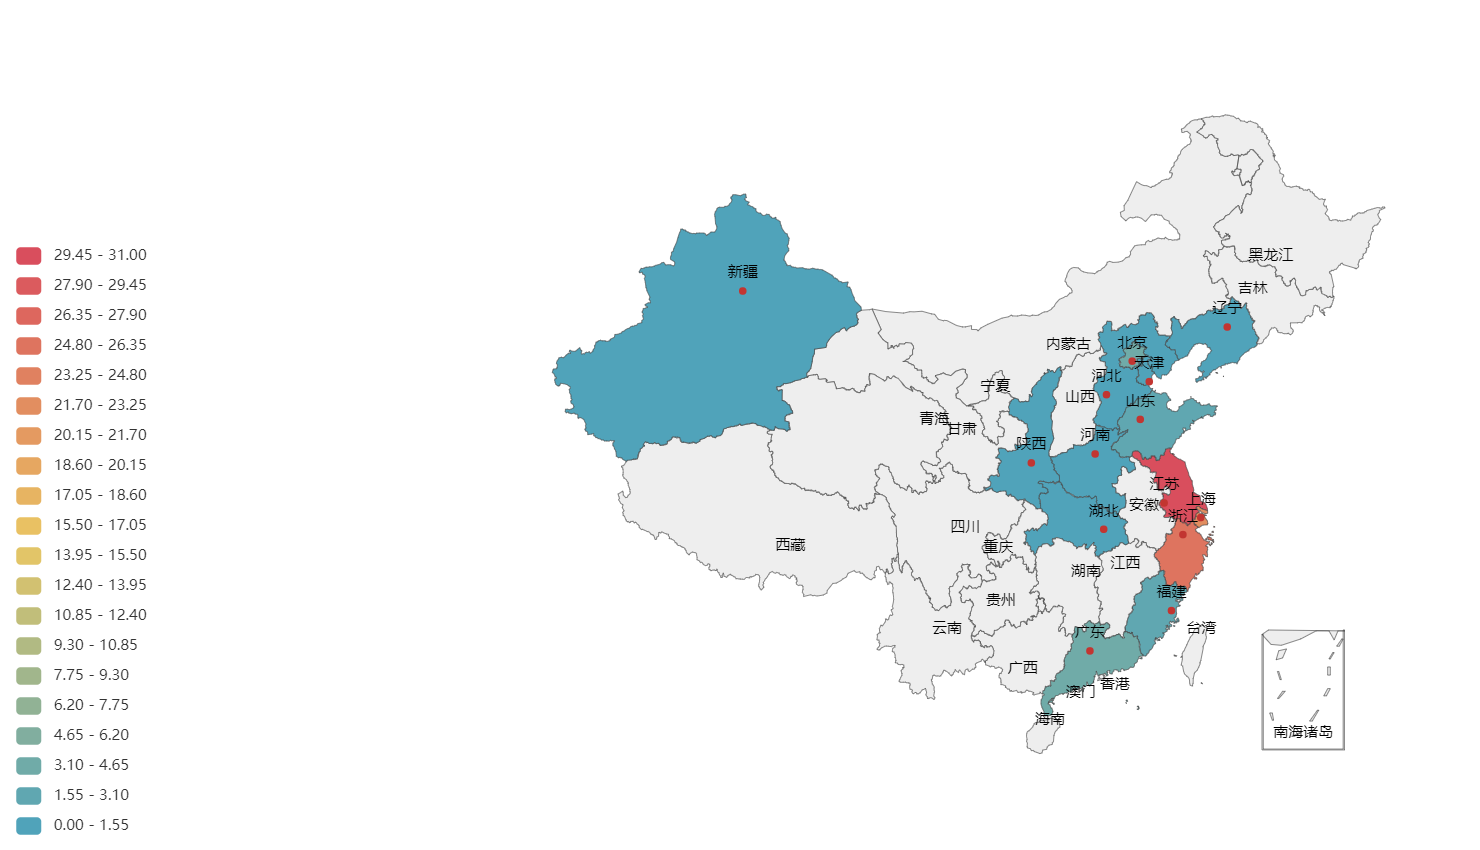 29.45 - 31.00
27.90 - 29.45
26.35 - 27.90
24.80 - 26.35
23.25 - 24.80
21.70 - 23.25
20.15 - 21.70
18.60 - 20.15
17.05 - 18.60
15.50 - 17.05
13.95 - 15.50
12.40 - 13.95
10.85 - 12.40
9.30 - 10.85
7.75 - 9.30
6.20 - 7.75
4.65 - 6.20
3.10 - 4.65
1.55 - 3.10
0.00 - 1.55
黑龙江
新疆
吉林
辽宁
内蒙古
北京
天津
河北
宁夏
山西
山东
青海
甘肃
河南
陕西
江苏
上海
安徽
湖北
浙江
四川
西藏
重庆
江西
湖南
福建
贵州
云南
台湾
广东
广西
香港
澳门
海南
南海诸岛